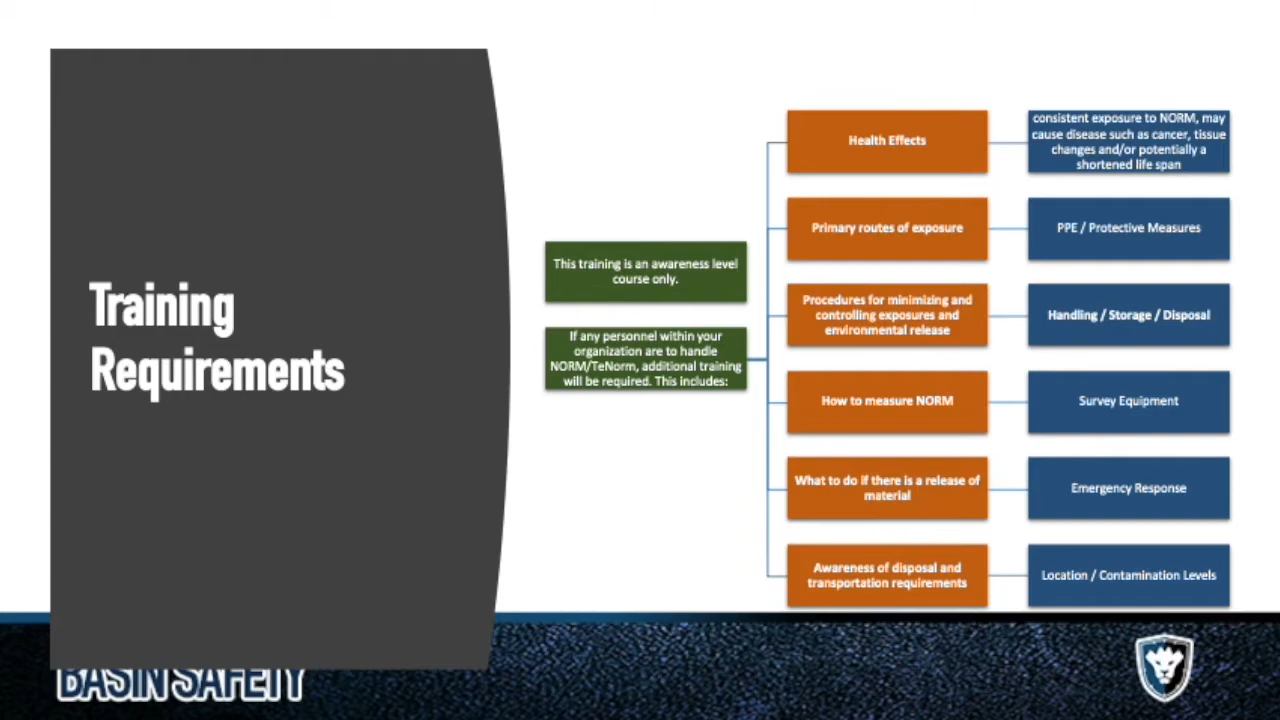 Training
Requirements
This training is an awareness level
course only.
If any personnel within your
organization are to handle
NORM/TeNorm, additional training
will be required. This includes:
Health Effects
consistent exposure to NORM, may
cause disease such as cancer, tissue
changes and/or potentially a
shortened life span
Primary routes of exposure
PPE / Protective Measures
Procedures for minimizing and
controlling exposures and
environmental release
Handling / Storage / Disposal
How to measure NORM
Survey Equipment
What to do if there is a release of
material
Emergency Response
Awareness of disposal and
transportation requirements
Location / Contamination Levels
BASIN SAFETY